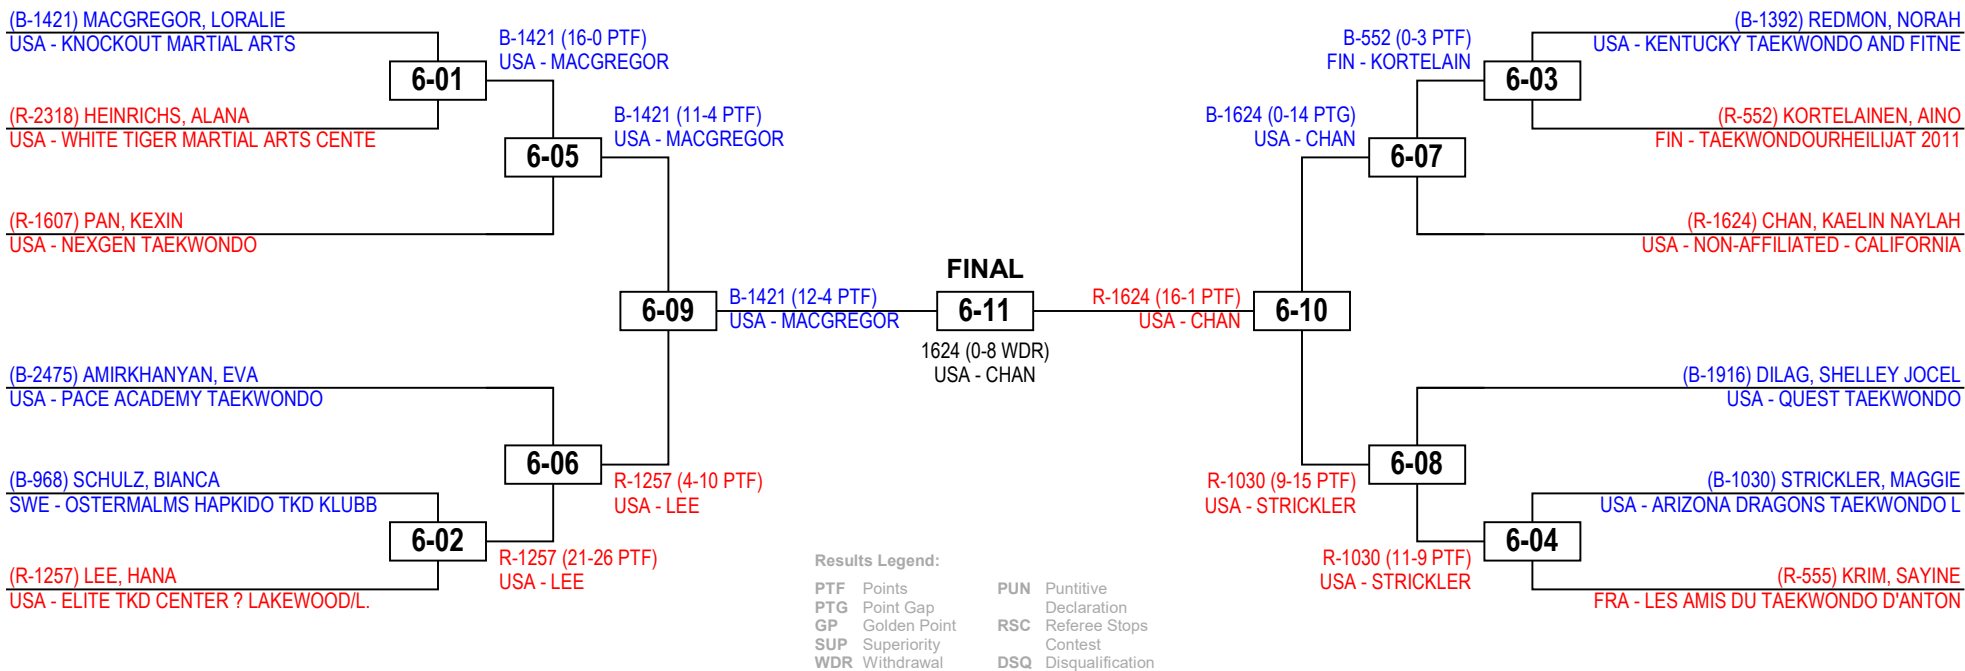 (B-1421) MACGREGOR, LORALIE
USA - KNOCKOUT MARTIAL ARTS
6-01
(R-2318) HEINRICHS, ALANA
USA - WHITE TIGER MARTIAL ARTS CENTE
B-1421 (16-0 PTF)
USA - MACGREGOR
6-05
(R-1607) PAN, KEXIN
USA - NEXGEN TAEKWONDO
B-1421 (11-4 PTF)
USA - MACGREGOR
6-09
(B-2475) AMIRKHANYAN, EVA
USA - PACE ACADEMY TAEKWONDO
6-06
(B-968) SCHULZ, BIANCA
SWE - OSTERMALMS HAPKIDO TKD KLUBB
6-02
(R-1257) LEE, HANA
USA - ELITE TKD CENTER ? LAKEWOOD/L.
R-1257 (21-26 PTF)
USA - LEE
R-1257 (4-10 PTF)
USA - LEE
B-1421 (12-4 PTF)
USA - MACGREGOR
FINAL
6-11
1624 (0-8 WDR)
USA - CHAN
R-1624 (16-1 PTF)
USA - CHAN
6-10
B-1624 (0-14 PTG)
USA - CHAN
6-07
B-552 (0-3 PTF)
FIN - KORTELAIN
6-03
(B-1392) REDMON, NORAH
USA - KENTUCKY TAEKWONDO AND FITNE
(R-552) KORTELAINEN, AINO
FIN - TAEKWONDOURHEILIJAT 2011
(R-1624) CHAN, KAELIN NAYLAH
USA - NON-AFFILIATED - CALIFORNIA
(B-1916) DILAG, SHELLEY JOCEL
USA - QUEST TAEKWONDO
6-08
R-1030 (9-15 PTF)
USA - STRICKLER
(B-1030) STRICKLER, MAGGIE
USA - ARIZONA DRAGONS TAEKWONDO L
6-04
R-1030 (11-9 PTF)
USA - STRICKLER
(R-555) KRIM, SAYINE
FRA - LES AMIS DU TAEKWONDO D'ANTON
Results Legend:
PTF Points
PTG Point Gap
GP Golden Point
SUP Superiority
WDR Withdrawal
PUN Puntitive
Declaration
RSC Referee Stops
Contest
DSQ Disqualification